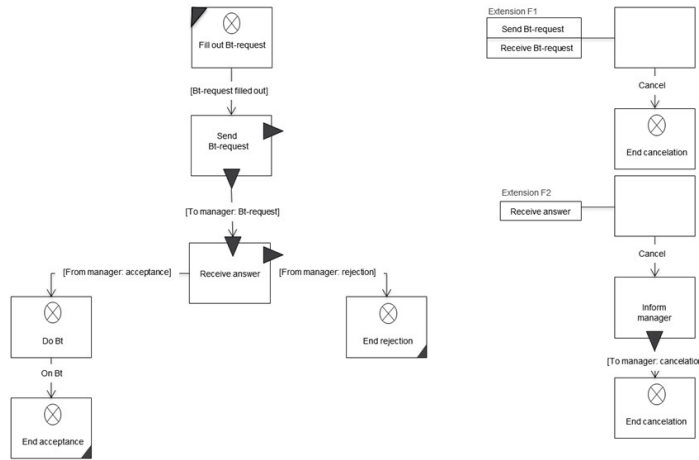 Fill out Bt-request
[Bt-request filled out]
Send
Bt-request
[To manager: Bt-request]
Receive answer
[From manager: acceptance]
[From manager: rejection]
Do Bt
End rejection
On Bt
End acceptance
Extension F1
Send Bt-request
Receive Bt-request
Cancel
End cancelation
Extension F2
Receive answer
Cancel
Inform
manager
[To manager: cancelation
End cancelation